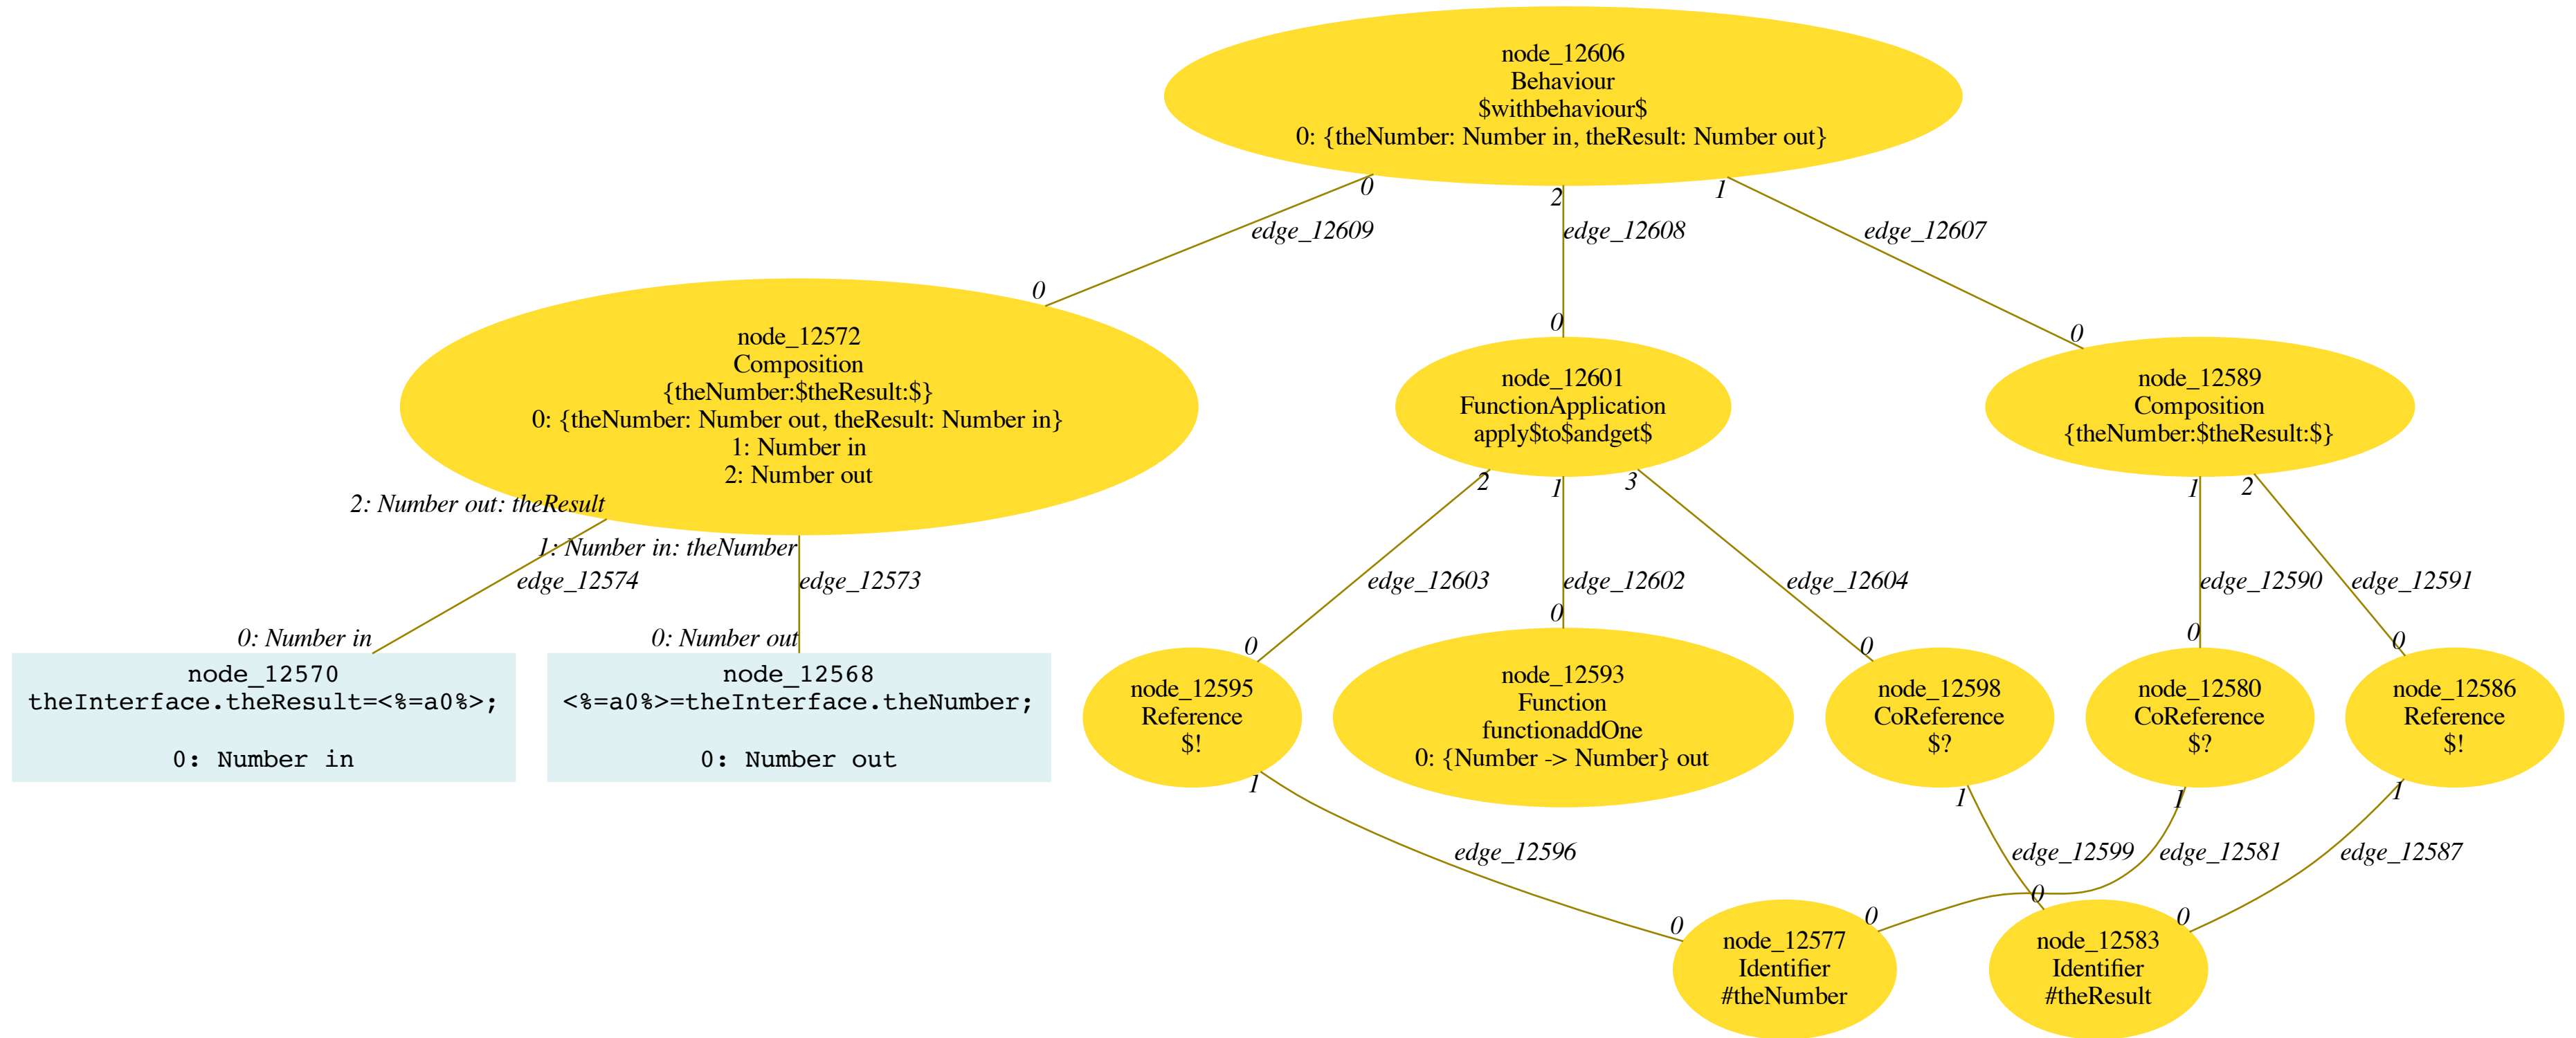 node_12606
Behaviour
$withbehaviour$
0: {theNumber: Number in, theResult: Number out}
0
2
1
edge_12609
edge_12608
edge_12607
0
0
0
node_12572
Composition
{theNumber:$theResult:$}
0: {theNumber: Number out, theResult: Number in}
1: Number in
2: Number out
node_12601
FunctionApplication
apply$to$andget$
node_12589
Composition
{theNumber:$theResult:$}
2: Number out: theResult
1: Number in: theNumber
2
1
3
1
2
edge_12574
edge_12573
edge_12603
edge_12602
edge_12604
edge_12590
edge_12591
0: Number in
0: Number out
0
0
0
0
0
node_12570
theInterface.theResult=<%=a0%>;
0: Number in
node_12568
<%=a0%>=theInterface.theNumber;
0: Number out
node_12595
Reference
$!
node_12593
Function
functionaddOne
0: {Number -> Number} out
node_12598
CoReference
$?
node_12580
CoReference
$?
node_12586
Reference
$!
1
1
1
1
edge_12596
edge_12599
edge_12581
edge_12587
0
0
0
0
node_12577
Identifier
#theNumber
node_12583
Identifier
#theResult